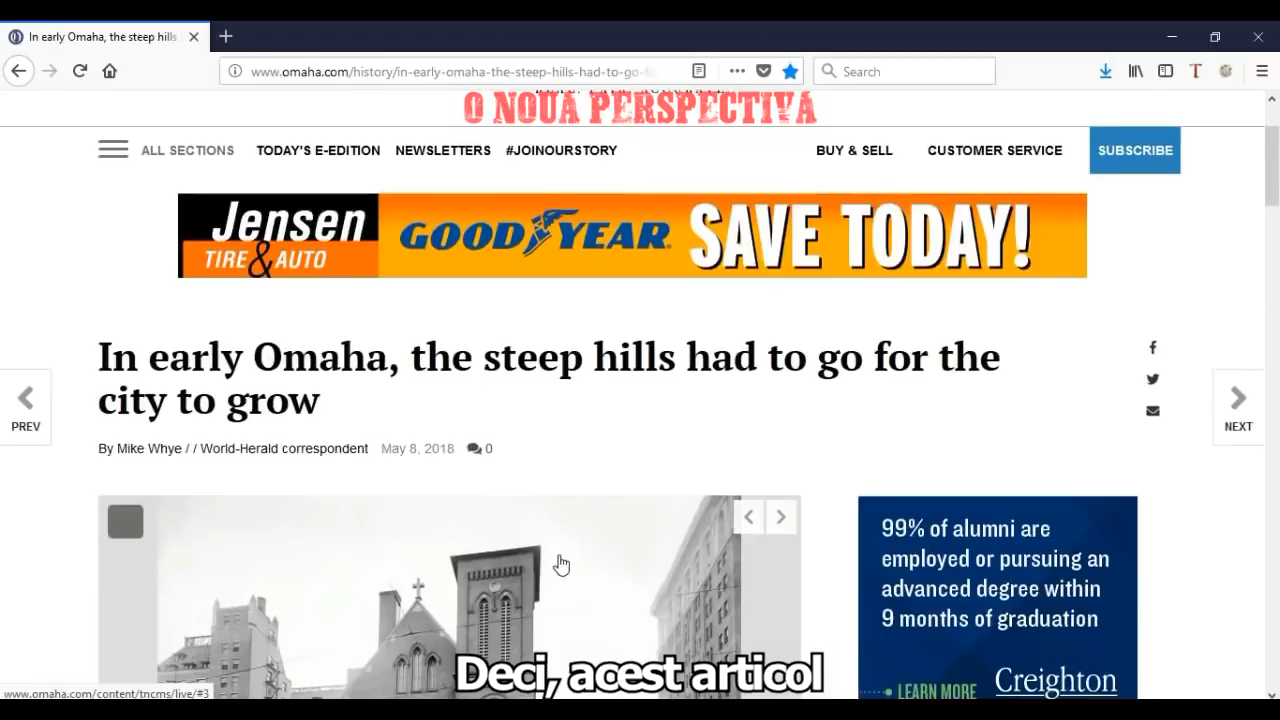 In early Omaha, the steep hills
www.omaha.com/history/in-early-omaha-the-steep-hills-had-to-go-fo
Search
O NOUA PERSPECTIVA
ALL SECTIONS
TODAY'S E-EDITION
NEWSLETTERS
#JOINOURSTORY
BUY & SELL
CUSTOMER SERVICE
SUBSCRIBE
Jensen
TIRE & AUTO
GOODYEAR
SAVE TODAY!
In early Omaha, the steep hills had to go for the
city to grow
PREV
NEXT
By Mike Whye / / World-Herald correspondent May 8, 2018 0
99% of alumni are
employed or pursuing an
advanced degree within
9 months of graduation
LEARN MORE
Creighton
Deci, acest articol
www.omaha.com/content/tncms/live/#3